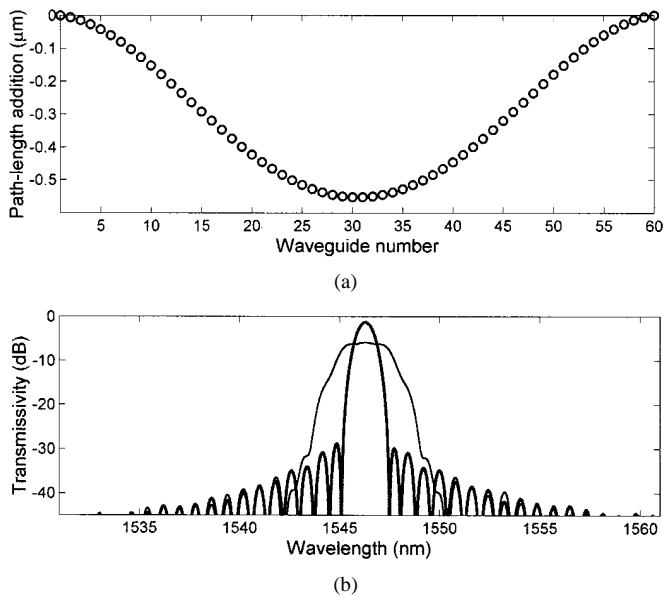 0
-0.1
-0.2
-0.3
-0.4
-0.5
Path-length addition (μm)
5 10 15 20 25 30 35 40 45 50 55 60
Waveguide number
(a)
0
-10
-20
-30
-40
Transmissivity (dB)
1535 1540 1545 1550 1555 1560
Wavelength (nm)
(b)